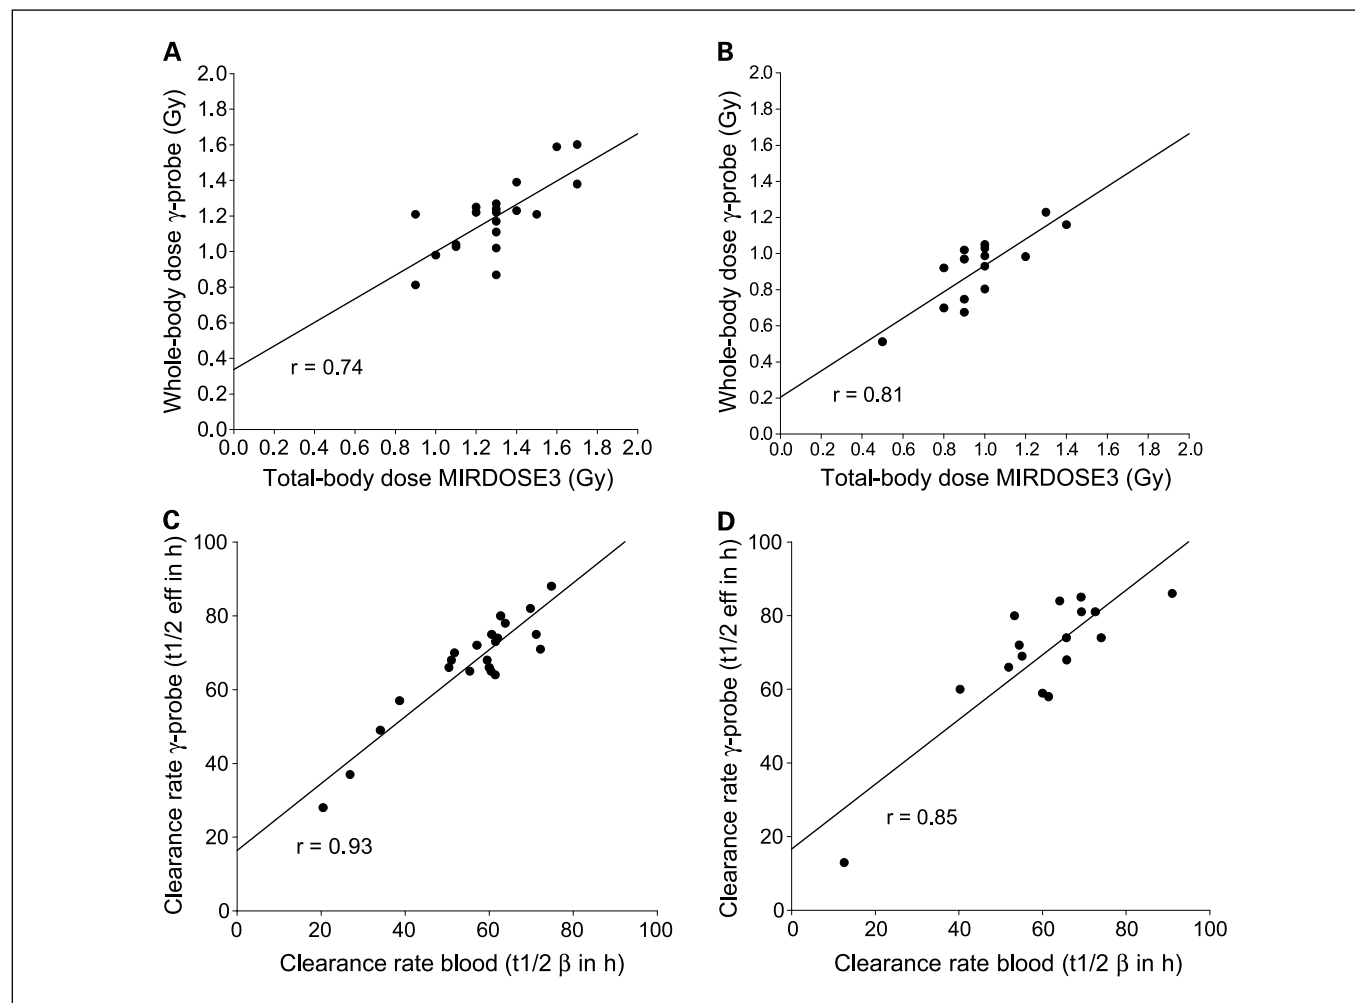 A
2.0
1.8
1.6
1.4
1.2
1.0
0.8
0.6
0.4
0.2
0.0
Whole-body dose γ-probe (Gy)
r = 0.74
0.0 0.2 0.4 0.6 0.8 1.0 1.2 1.4 1.6 1.8 2.0
Total-body dose MIRDOSE3 (Gy)
B
2.0
1.8
1.6
1.4
1.2
1.0
0.8
0.6
0.4
0.2
0.0
Whole-body dose γ-probe (Gy)
r = 0.81
0.0 0.2 0.4 0.6 0.8 1.0 1.2 1.4 1.6 1.8 2.0
Total-body dose MIRDOSE3 (Gy)
C
100
80
60
40
20
0
Clearance rate γ-probe (t1/2 eff in h)
r = 0.93
0 20 40 60 80 100
Clearance rate blood (t1/2 β in h)
D
100
80
60
40
20
0
Clearance rate γ-probe (t1/2 eff in h)
r = 0.85
0 20 40 60 80 100
Clearance rate blood (t1/2 β in h)